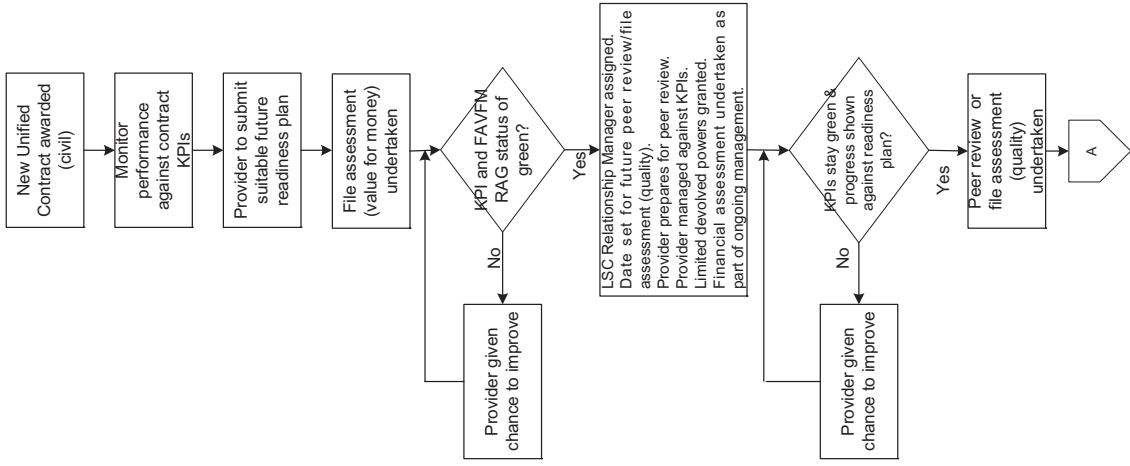 New Unified
Contract awarded
(civil)
Monitor
performance
against contract
KPIs
Provider to submit
suitable future
readiness plan
File assessment
(value for money)
undertaken
KPI and FAVFM
RAG status of
green?
No
Provider given
chance to improve
Yes
LSC Relationship Manager assigned.
Date set for future peer review/file
assessment (quality).
Provider prepares for peer review.
Provider managed against KPIs.
Limited devolved powers granted.
Financial assessment undertaken as
part of ongoing management.
KPIs stay green &
progress shown
against readiness
plan?
No
Provider given
chance to improve
Yes
Peer review or
file assessment
(quality)
undertaken
A